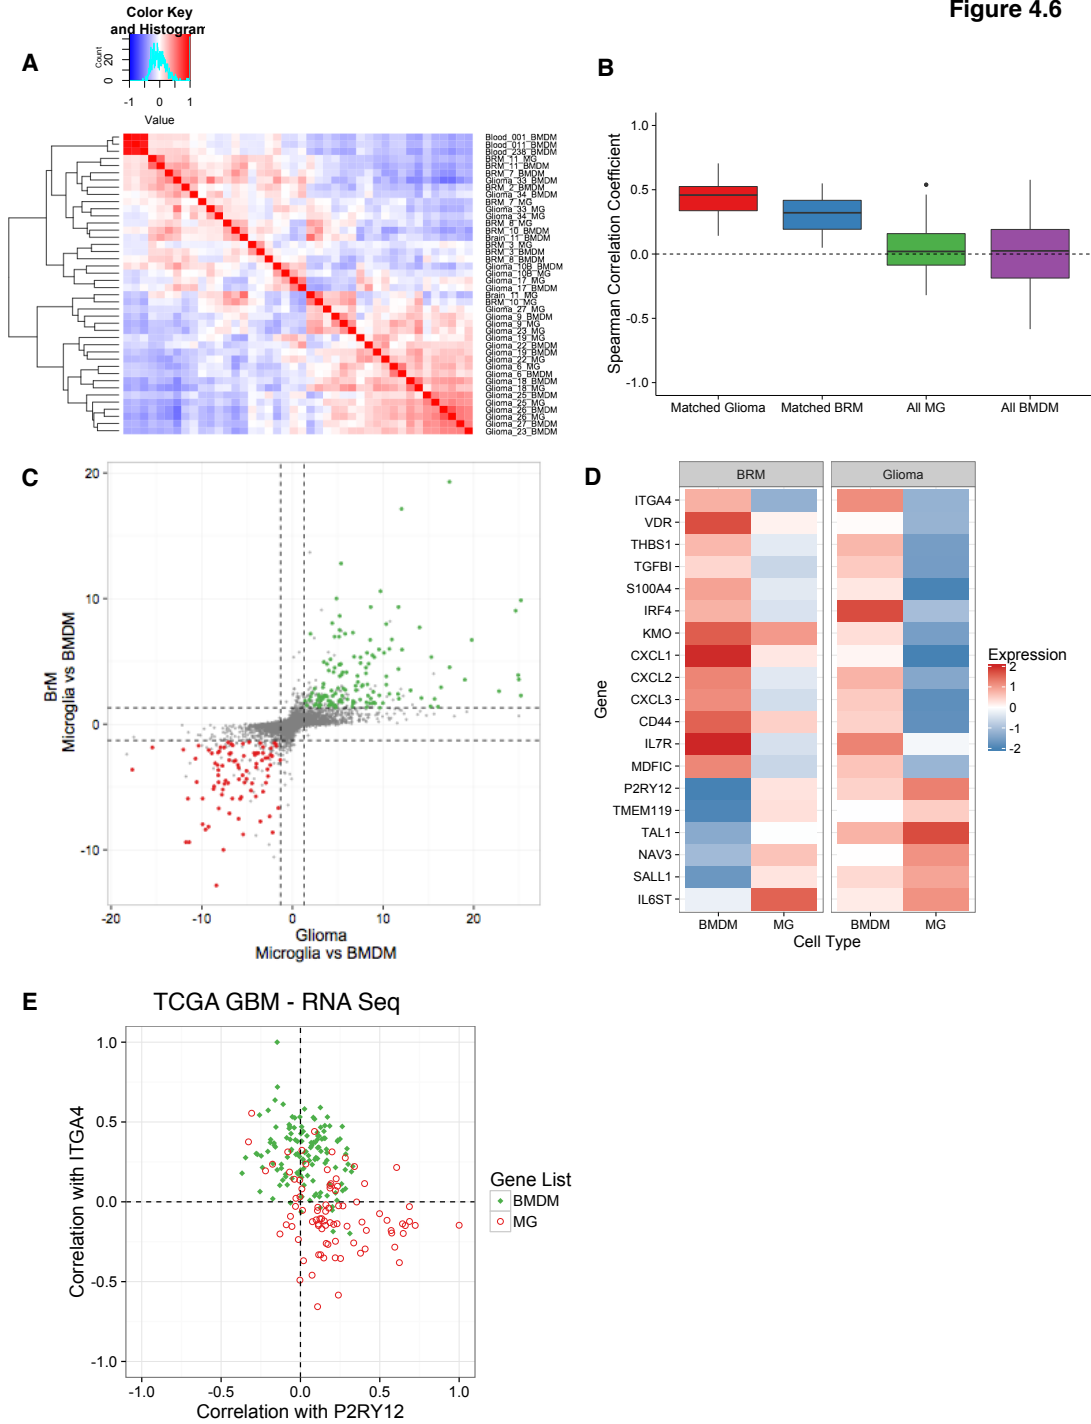 Figure 4.6
Color Key
and Histogram
A
Count
0 20
-1 0 1
Value
Blood_001_BMDM
Blood_011_BMDM
Blood_238_BMDM
BRM_11_MG
BRM_11_BMDM
BRM_7_BMDM
Glioma_33_BMDM
BRM_2_BMDM
Glioma_34_BMDM
BRM_7_MG
Glioma_33_MG
Glioma_34_MG
BRM_8_MG
BRM_10_BMDM
Brain_11_BMDM
BRM_3_MG
BRM_3_BMDM
BRM_8_BMDM
Glioma_10B_BMDM
Glioma_10B_MG
Glioma_17_MG
Glioma_17_BMDM
Brain_11_MG
BRM_10_MG
Glioma_27_MG
Glioma_9_BMDM
Glioma_9_MG
Glioma_23_MG
Glioma_19_MG
Glioma_22_BMDM
Glioma_19_BMDM
Glioma_22_MG
Glioma_6_MG
Glioma_6_BMDM
Glioma_18_BMDM
Glioma_18_MG
Glioma_25_BMDM
Glioma_25_MG
Glioma_26_BMDM
Glioma_26_MG
Glioma_27_BMDM
Glioma_23_BMDM
B
Spearman Correlation Coefficient
1.0
0.5
0.0
-0.5
-1.0
Matched Glioma Matched BRM All MG All BMDM
C
BrM
Microglia vs BMDM
20
10
0
-10
-20 -10 0 10 20
Glioma
Microglia vs BMDM
D
BRM Glioma
Gene
ITGA4
VDR
THBS1
TGFBI
S100A4
IRF4
KMO
CXCL1
CXCL2
CXCL3
CD44
IL7R
MDFIC
P2RY12
TMEM119
TAL1
NAV3
SALL1
IL6ST
BMDM MG BMDM MG
Cell Type
Expression
2
1
0
-1
-2
E
TCGA GBM - RNA Seq
Correlation with ITGA4
1.0
0.5
0.0
-0.5
-1.0
-1.0 -0.5 0.0 0.5 1.0
Correlation with P2RY12
Gene List
BMDM
MG